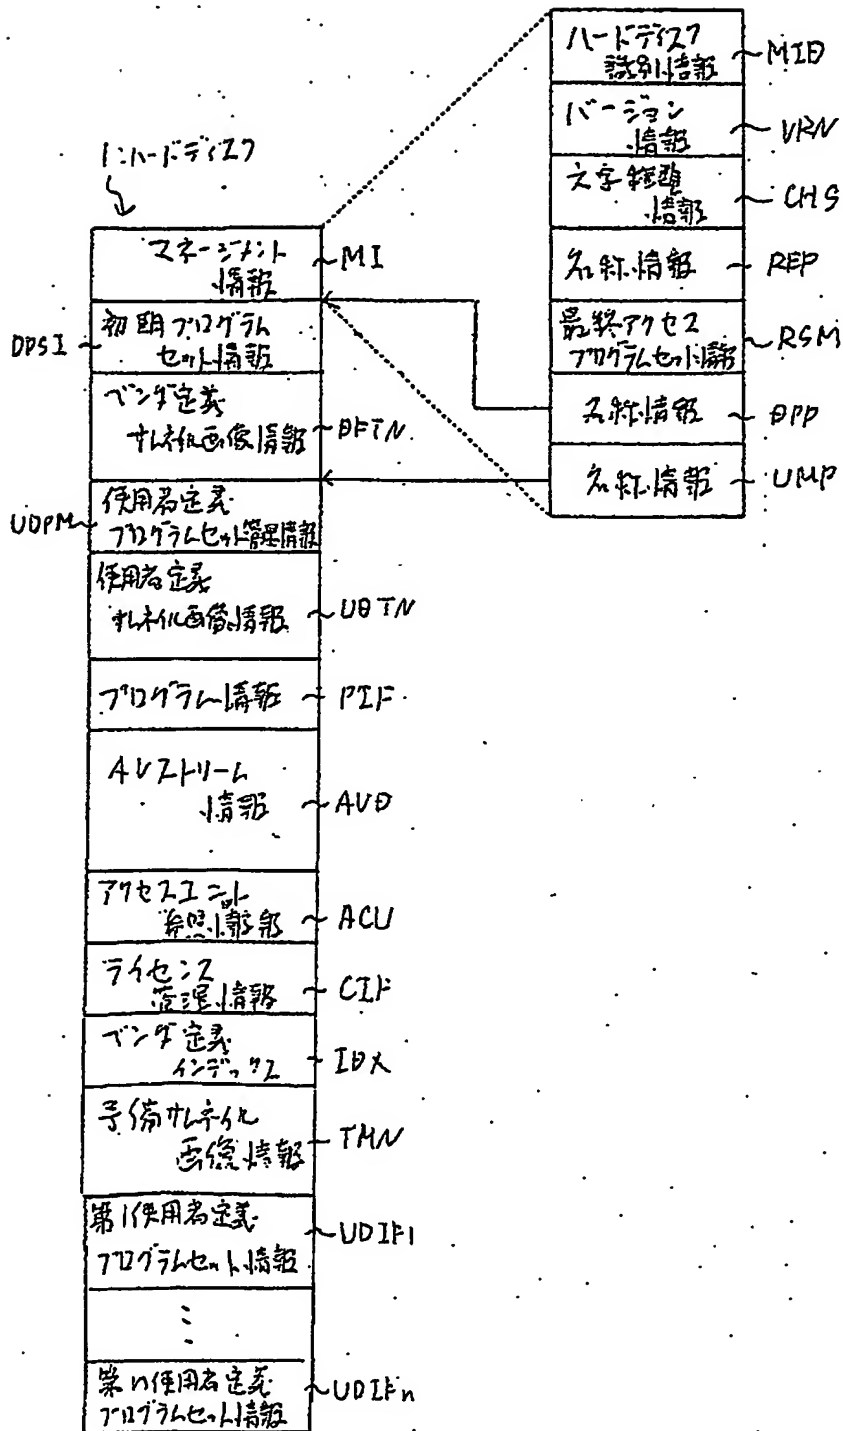 1:ハードディスク
マネージメント
情報
MI
初期プログラム
セット情報
DPSI
ベンダ定義
サムネイル画像情報
DFTN
使用者定義
プログラムセット管理情報
UDPM
使用者定義
サムネイル画像情報
UDTN
プログラム情報
PIF
AVストリーム
情報
AVD
アクセスユニット
参照情報
ACU
ライセンス
管理情報
CIF
ベンダ定義
インデックス
IDX
予備サムネイル
画像情報
TMN
第1使用者定義
プログラムセット情報
UDIF1
第n使用者定義
プログラムセット情報
UDIFn
ハードディスク
識別情報
MID
バージョン
情報
VRN
文字種類
情報
CHS
名称情報
REP
最終アクセス
プログラムセット情報
RSM
名称情報
DPP
名称情報
UMP